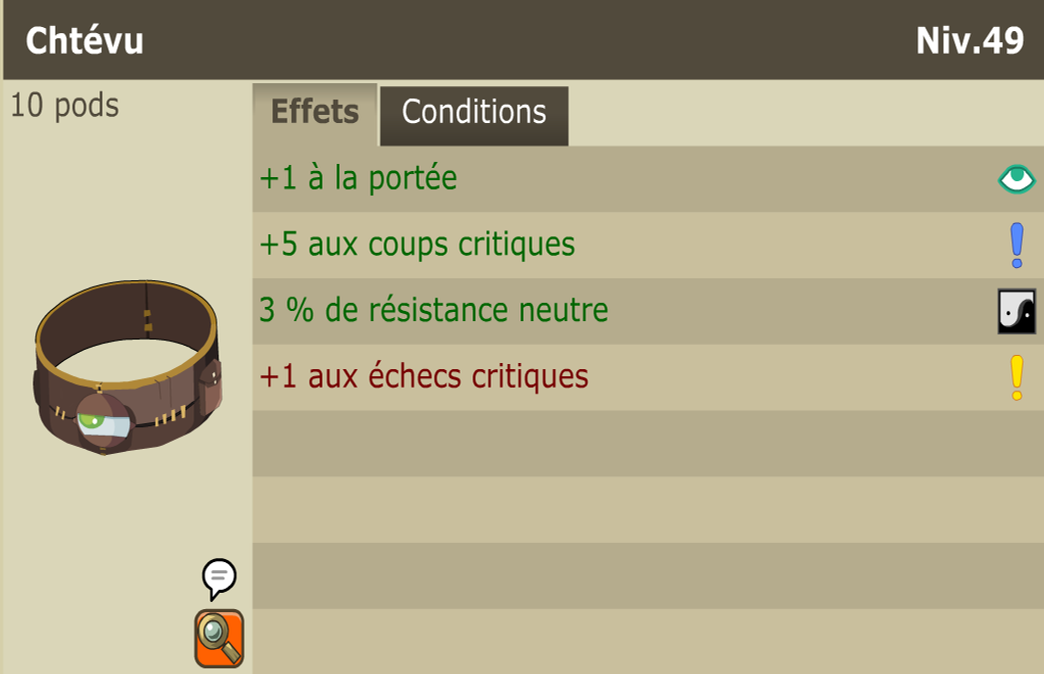 Chtévu
Niv.49
10 pods
Effets
Conditions
+1 à la portée
+5 aux coups critiques
3 % de résistance neutre
+1 aux échecs critiques